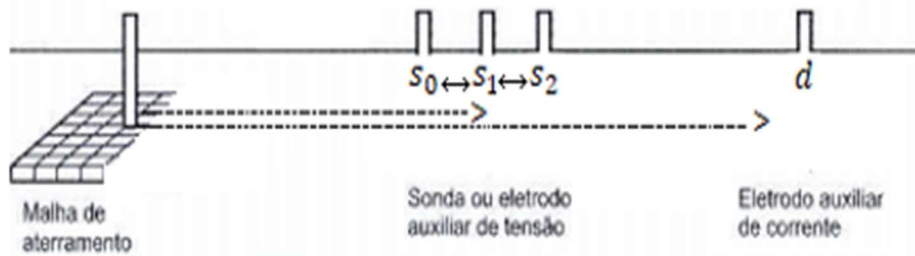 S₀↔S₁↔S₂ d
Malha de
aterramento
Sonda ou eletrodo
auxiliar de tensão
Eletrodo auxiliar
de corrente